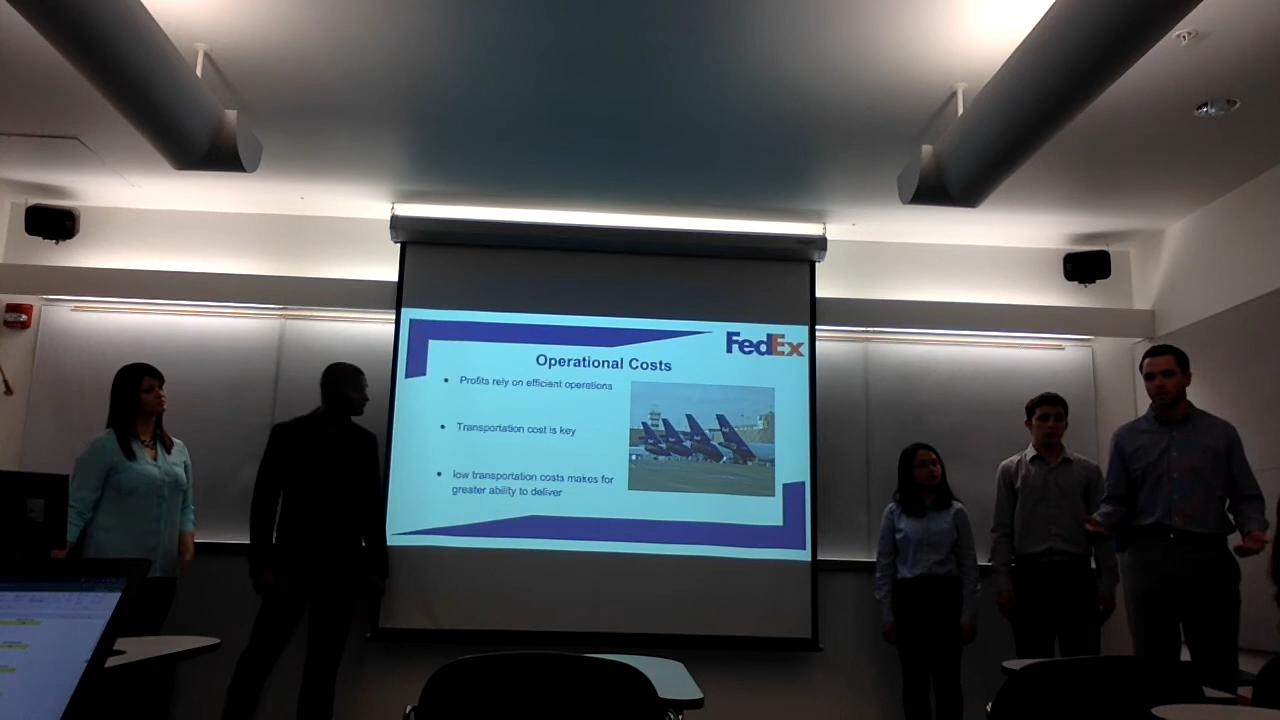 FedEx
Operational Costs
Profits rely on efficient operations
Transportation cost is key
low transportation costs makes for
greater ability to deliver